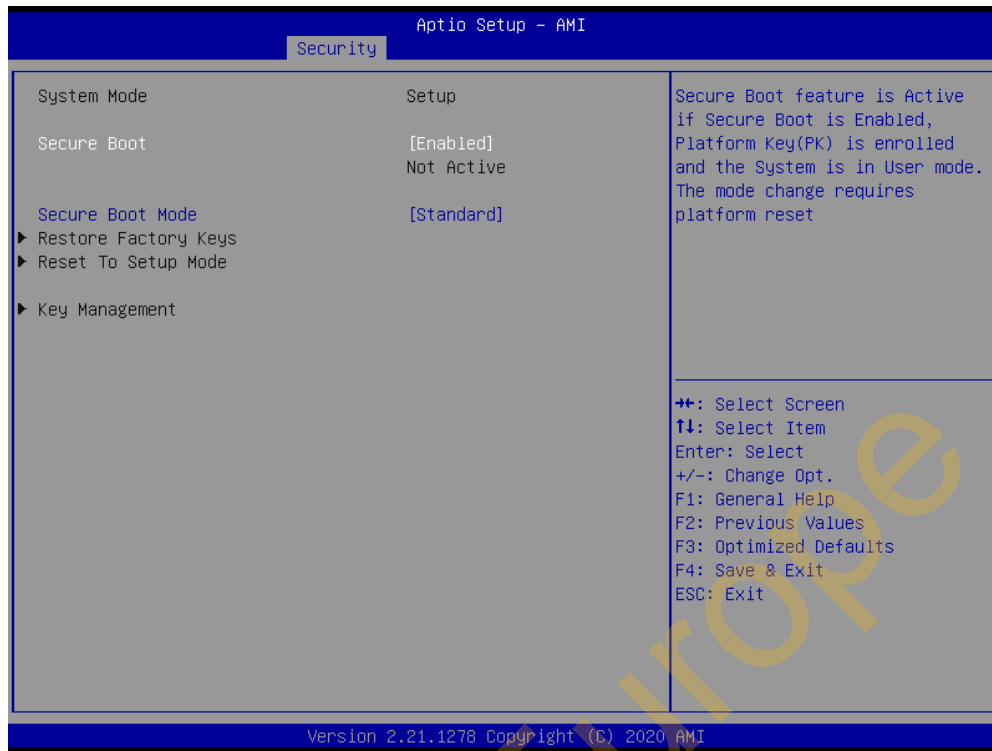 Aptio Setup – AMI
Security
System Mode Setup
Secure Boot [Enabled]
Not Active
Secure Boot Mode [Standard]
▶ Restore Factory Keys
▶ Reset To Setup Mode
▶ Key Management
Secure Boot feature is Active
if Secure Boot is Enabled,
Platform Key(PK) is enrolled
and the System is in User mode.
The mode change requires
platform reset
→←: Select Screen
↑↓: Select Item
Enter: Select
+/-: Change Opt.
F1: General Help
F2: Previous Values
F3: Optimized Defaults
F4: Save & Exit
ESC: Exit
Version 2.21.1278 Copyright (C) 2020 AMI
urope